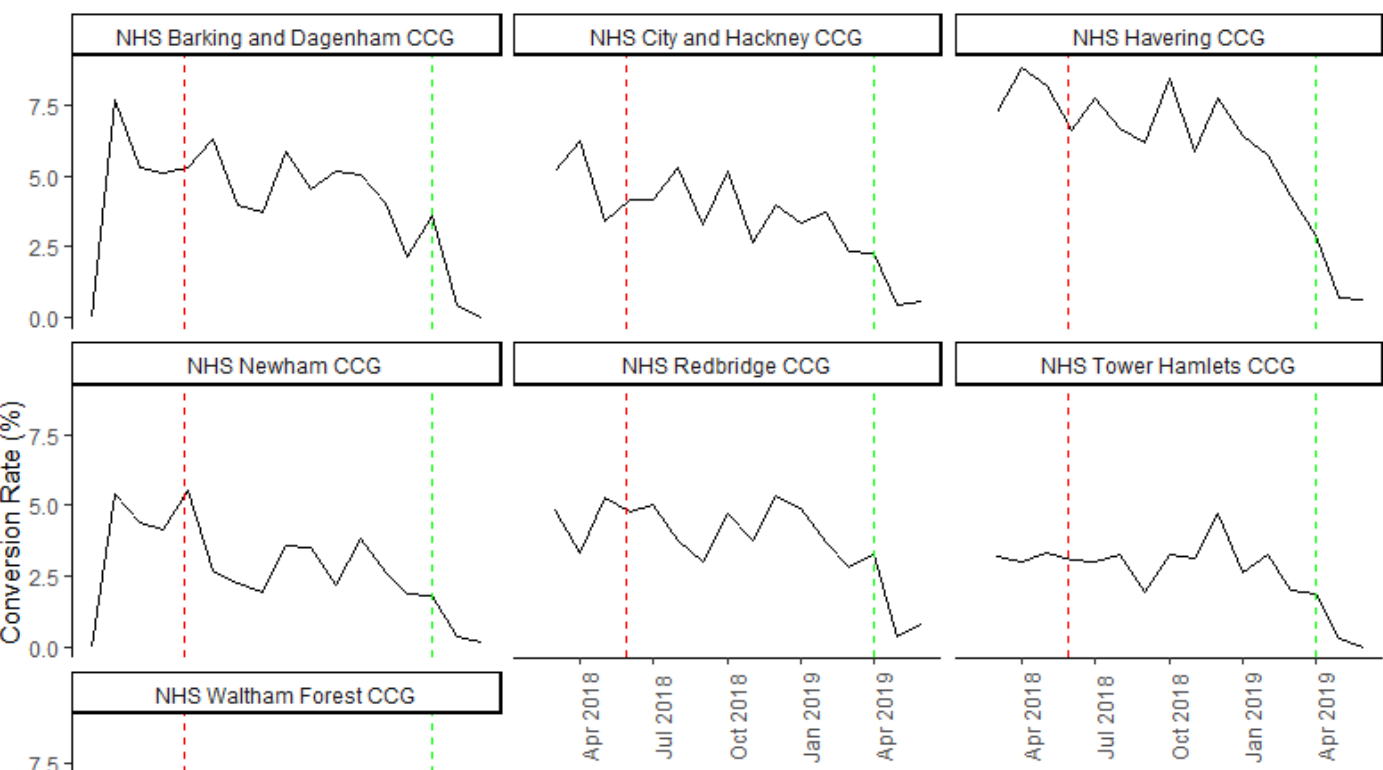 NHS Barking and Dagenham CCG
NHS City and Hackney CCG
NHS Havering CCG
7.5
5.0
2.5
0.0
NHS Newham CCG
NHS Redbridge CCG
NHS Tower Hamlets CCG
Conversion Rate (%)
7.5
5.0
2.5
0.0
NHS Waltham Forest CCG
7.5
Apr 2018
Jul 2018
Oct 2018
Jan 2019
Apr 2019
Apr 2018
Jul 2018
Oct 2018
Jan 2019
Apr 2019